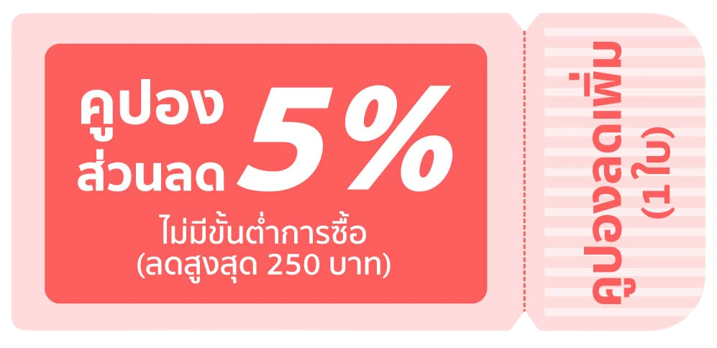 คูปอง
ส่วนลด
5%
ไม่มีขั้นต่ำการซื้อ
(ลดสูงสุด 250 บาท)
คูปองลดเพิ่ม
(1 ใบ)